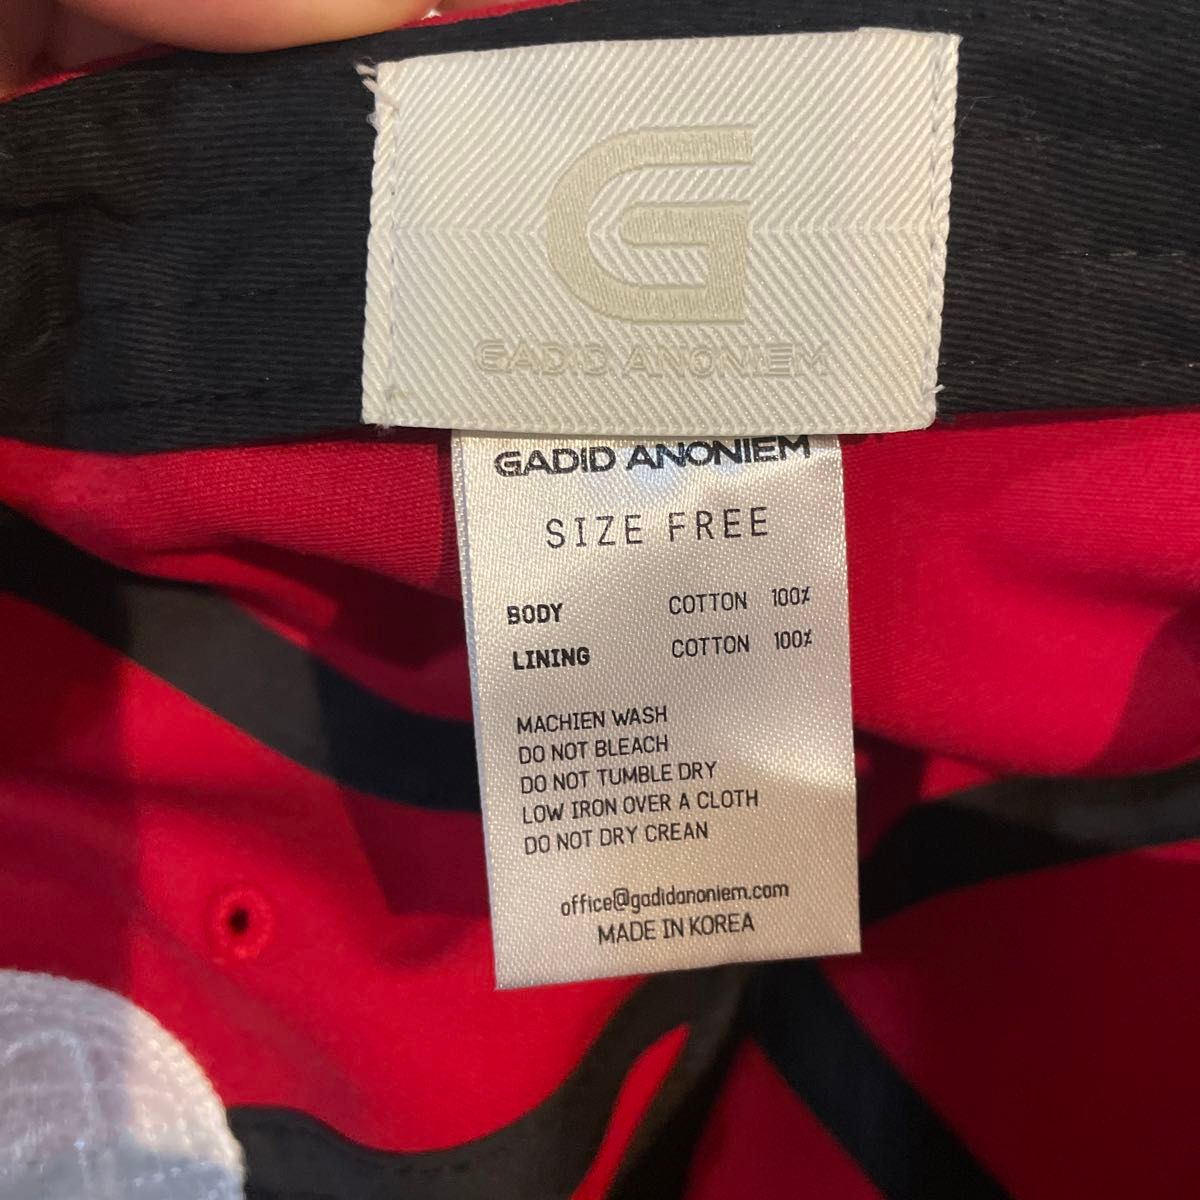 G
GADID ANONIEM
GADID ANONIEM
SIZE FREE
BODY COTTON 100%
LINING COTTON 100%
MACHIEN WASH
DO NOT BLEACH
DO NOT TUMBLE DRY
LOW IRON OVER A CLOTH
DO NOT DRY CREAN
office@gadidanoniem.com
MADE IN KOREA